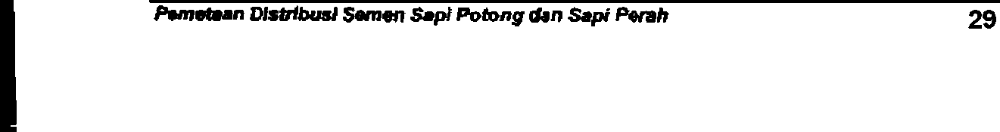 Pemetaan Distribusi Semen Sapi Potong dan Sapi Perah 29